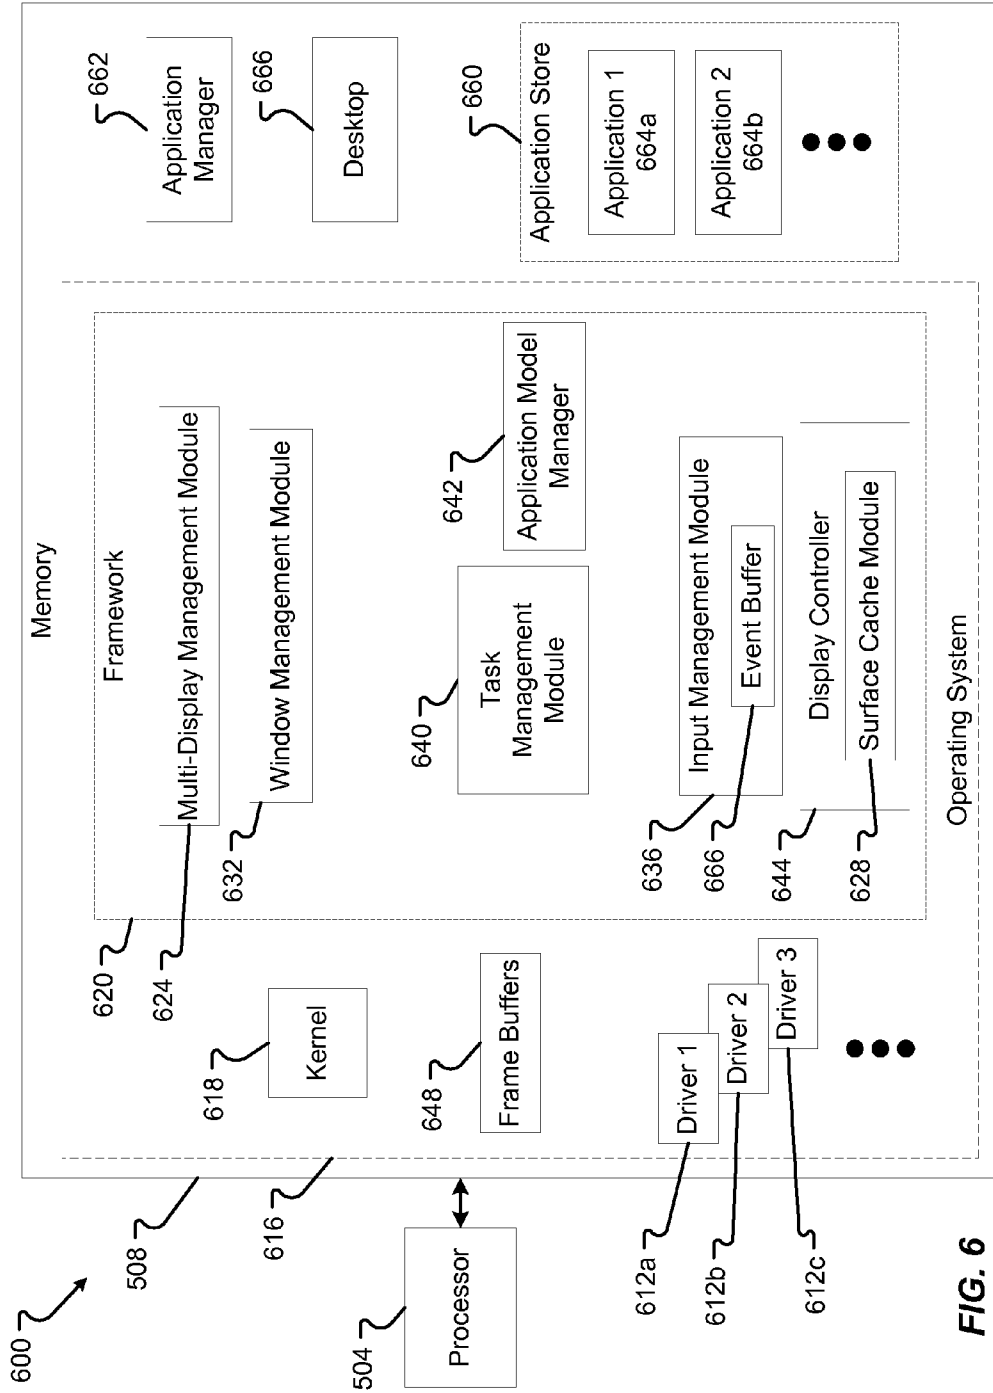 600
504
Processor
508
616
Memory
618
Kernel
648
Frame Buffers
612a
Driver 1
612b
Driver 2
612c
Driver 3
620
Framework
624
Multi-Display Management Module
632
Window Management Module
640
Task
Management
Module
642
Application Model
Manager
636
Input Management Module
666
Event Buffer
644
Display Controller
628
Surface Cache Module
Operating System
662
Application
Manager
666
Desktop
660
Application Store
Application 1
664a
Application 2
664b
FIG. 6